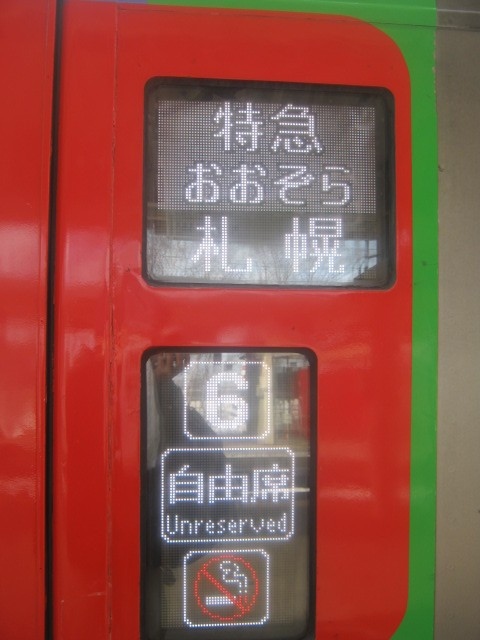 特急
おおぞら
札幌
6
自由席
Unreserved